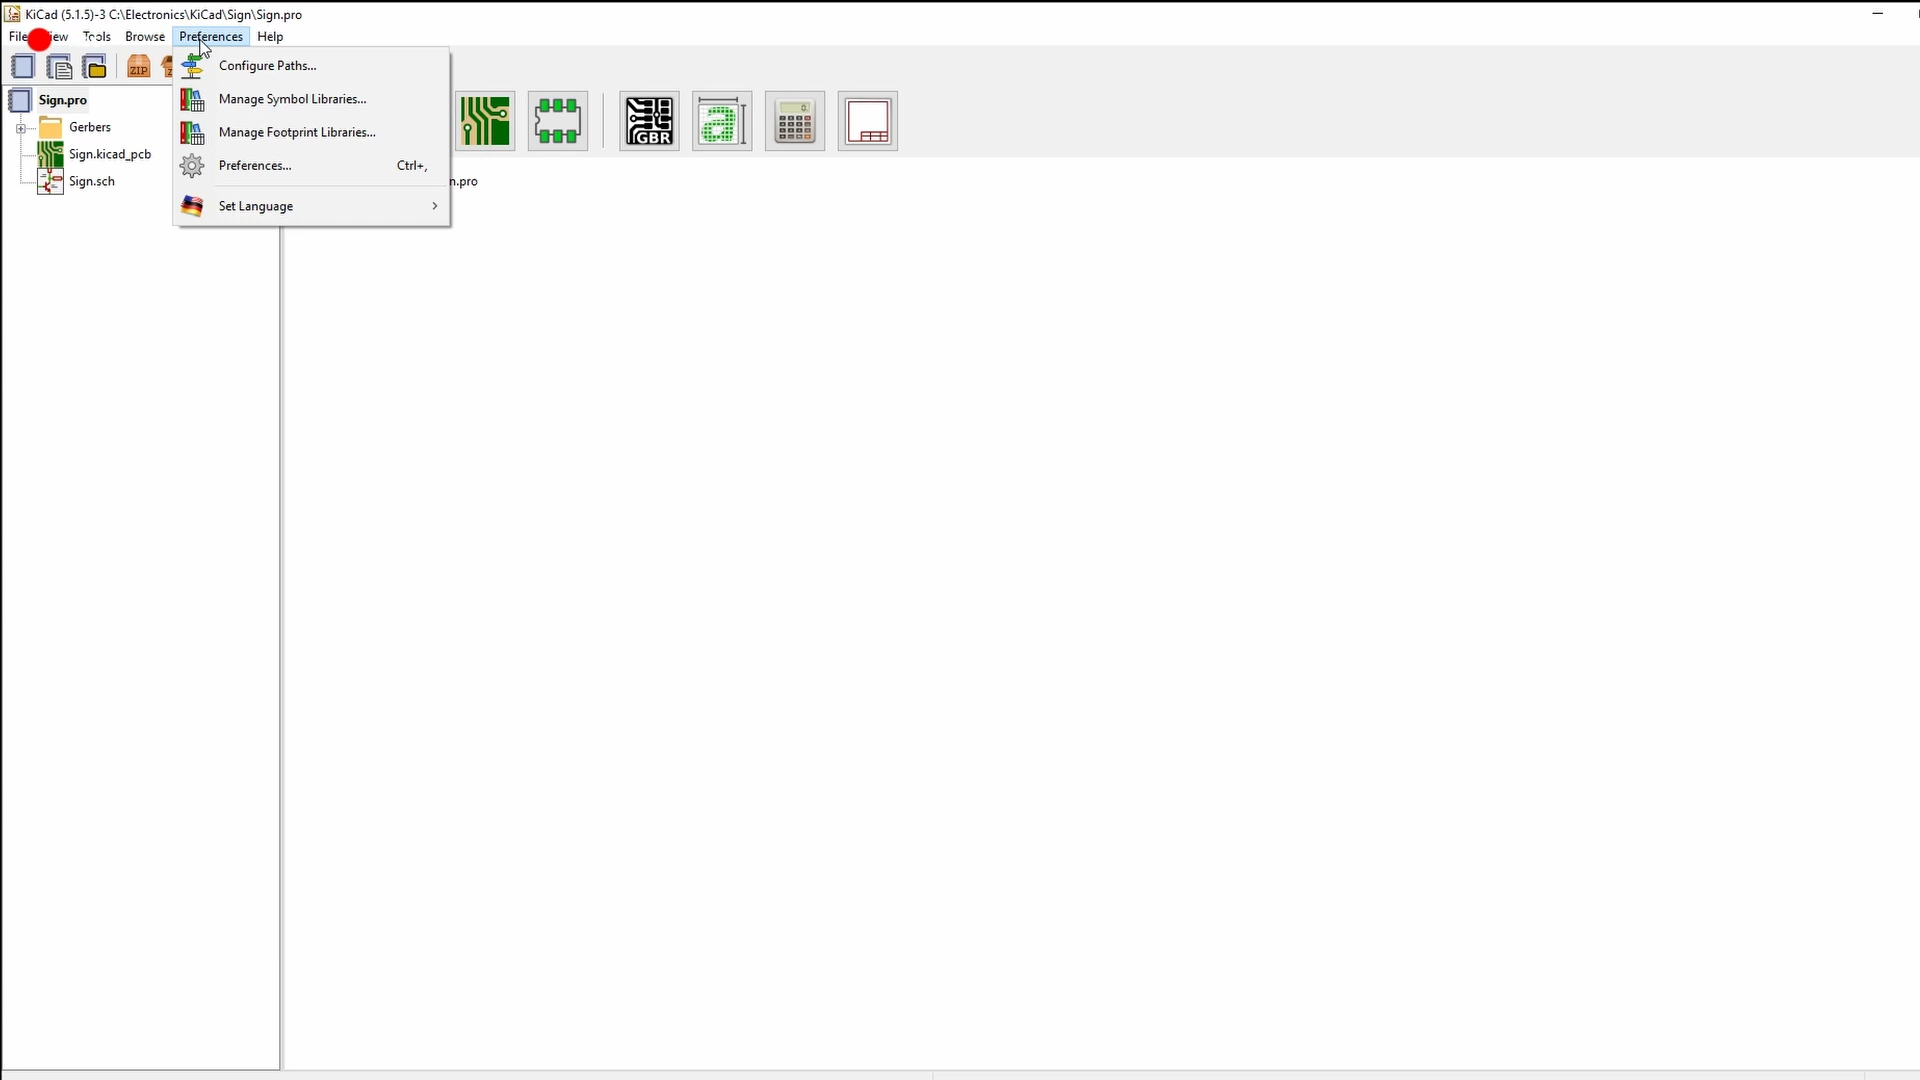 KiCad (5.1.5)-3 C:\Electronics\KiCad\Sign\Sign.pro
File Tools Browse Preferences Help
ZIP
Configure Paths...
Manage Symbol Libraries...
Manage Footprint Libraries...
Preferences... Ctrl+,
Set Language
Sign.pro
Gerbers
Sign.kicad_pcb
Sign.sch
GBR
a
0.
n.pro